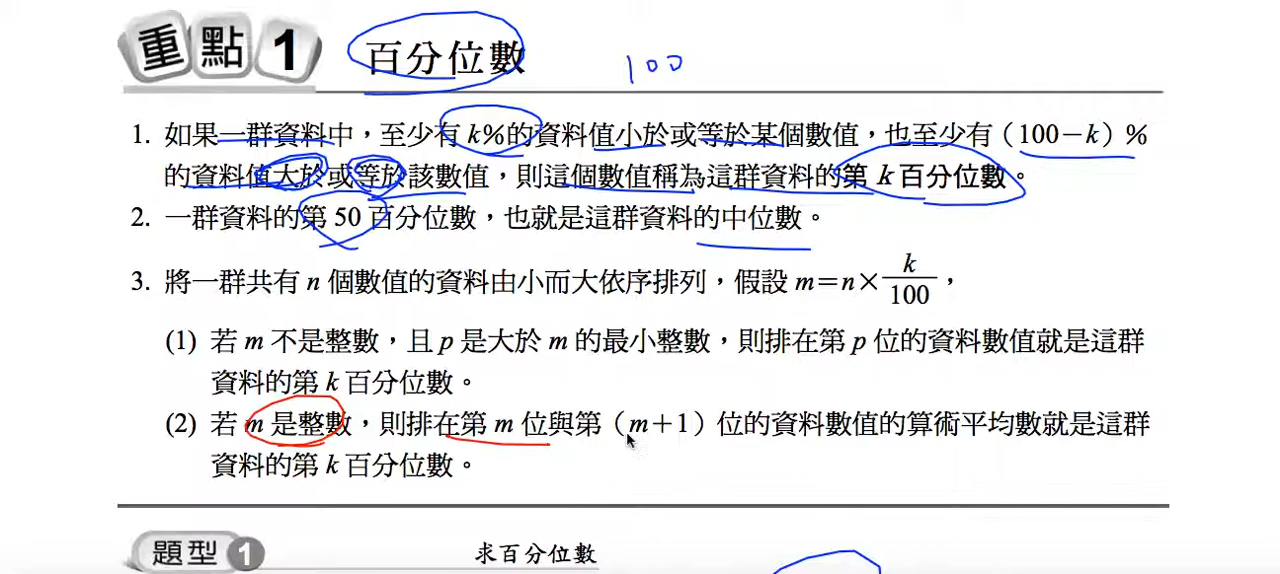 重點1 百分位數 100
1. 如果一群資料中，至少有 k%的資料值小於或等於某個數值，也至少有（100－k）%
的資料值大於或等於該數值，則這個數值稱為這群資料的第 k 百分位數。
2. 一群資料的第 50 百分位數，也就是這群資料的中位數。
3. 將一群共有 n 個數值的資料由小而大依序排列，假設 m＝n×k/100，
(1) 若 m 不是整數，且 p 是大於 m 的最小整數，則排在第 p 位的資料數值就是這群
資料的第 k 百分位數。
(2) 若 m 是整數，則排在第 m 位與第（m＋1）位的資料數值的算術平均數就是這群
資料的第 k 百分位數。
題型1 求百分位數